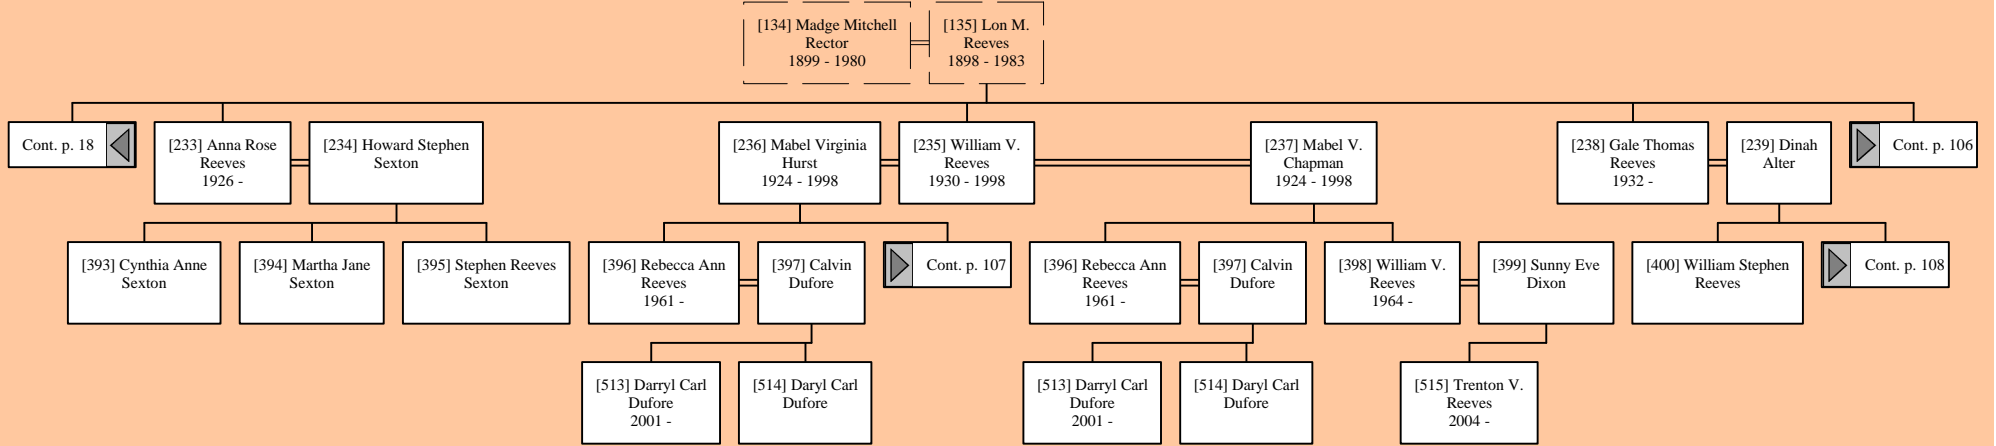 [134] Madge Mitchell
Rector
1899 - 1980
[135] Lon M.
Reeves
1898 - 1983
Cont. p. 18
[233] Anna Rose
Reeves
1926 -
[234] Howard Stephen
Sexton
[236] Mabel Virginia
Hurst
1924 - 1998
[235] William V.
Reeves
1930 - 1998
[237] Mabel V.
Chapman
1924 - 1998
[238] Gale Thomas
Reeves
1932 -
[239] Dinah
Alter
Cont. p. 106
[393] Cynthia Anne
Sexton
[394] Martha Jane
Sexton
[395] Stephen Reeves
Sexton
[396] Rebecca Ann
Reeves
1961 -
[397] Calvin
Dufore
Cont. p. 107
[396] Rebecca Ann
Reeves
1961 -
[397] Calvin
Dufore
[398] William V.
Reeves
1964 -
[399] Sunny Eve
Dixon
[400] William Stephen
Reeves
Cont. p. 108
[513] Darryl Carl
Dufore
2001 -
[514] Daryl Carl
Dufore
[513] Darryl Carl
Dufore
2001 -
[514] Daryl Carl
Dufore
[515] Trenton V.
Reeves
2004 -